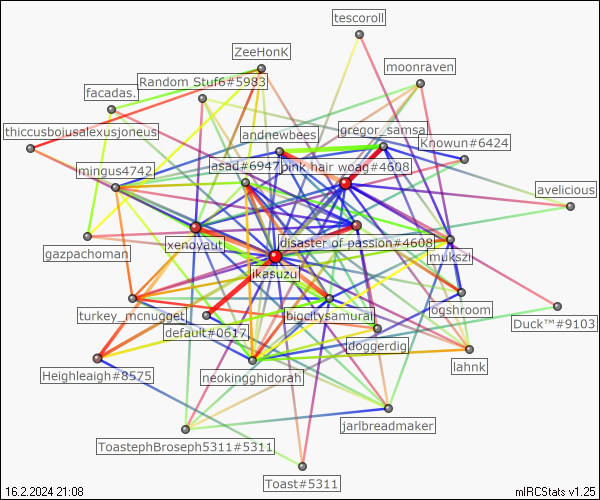 tescoroll
ZeeHonK
moonraven
Random Stuf6#5983
facadas.
thiccusboiusalexusjoneus
andnewbees
gregor_samsa
Knowun#6424
mingus4742
asad#6947
pink hair woag#4608
avelicious
xenoyaut
disaster of passion#4608
gazpachoman
mukszi
jkasuzu
turkey_mcnugget
bigcitysamurai
ogshroom
default#0617
Duck™#9103
doggerdig
lahnk
Heighleaigh#8575
neokingghidorah
jarlbreadmaker
ToastephBroseph5311#5311
Toast#5311
16.2.2024 21:08
mIRCStats v1.25